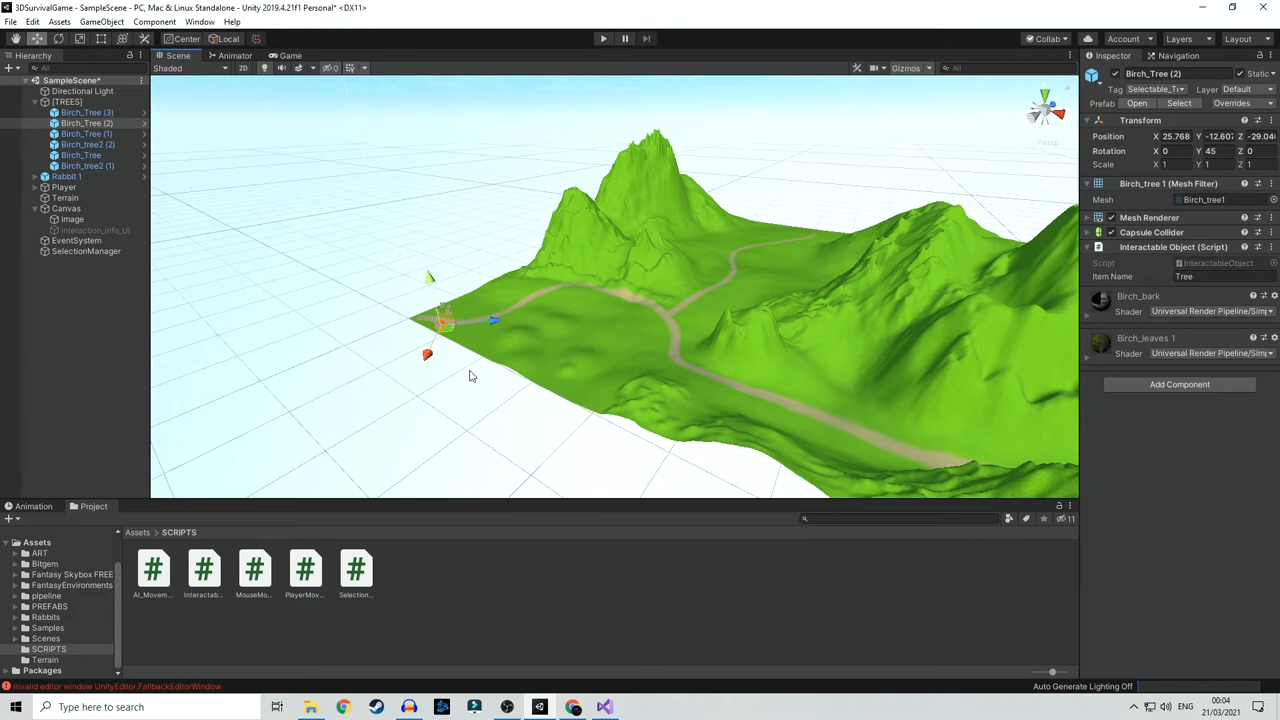 3DSurvivalGame - SampleScene - PC, Mac & Linux Standalone - Unity 2019.4.21f1 Personal* <DX11>
File Edit Assets GameObject Component Window Help
Center Local
Collab Account Layers Layout
Hierarchy
Scene Animator Game
Inspector Navigation
All
Shaded 2D 0 Gizmos All
SampleScene*
Directional Light
[TREES]
Birch_Tree (3)
Birch_Tree (2)
Birch_Tree (1)
Birch_tree2 (2)
Birch_Tree
Birch_tree2 (1)
Rabbit 1
Player
Terrain
Canvas
Image
interaction_info_UI
EventSystem
SelectionManager
Persp
Birch_Tree (2) Static
Tag Selectable_Tr Layer Default
Prefab Open Select Overrides
Transform
Position X 25.768 Y -12.607 Z -29.04
Rotation X 0 Y 45 Z 0
Scale X 1 Y 1 Z 1
Birch_tree 1 (Mesh Filter)
Mesh Birch_tree1
Mesh Renderer
Capsule Collider
Interactable Object (Script)
Script InteractableObject
Item Name Tree
Birch_bark
Shader Universal Render Pipeline/Simp
Birch_leaves 1
Shader Universal Render Pipeline/Simp
Add Component
Animation Project
11
Assets
ART
Bitgem
Fantasy Skybox FREE
FantasyEnvironments
pipeline
PREFABS
Rabbits
Samples
Scenes
SCRIPTS
Terrain
Packages
Assets > SCRIPTS
AI_Movem... Interactab... MouseMo... PlayerMov... Selection...
Invalid editor window UnityEditor.FallbackEditorWindow
Auto Generate Lighting Off
Type here to search
ENG
00:04
21/03/2021